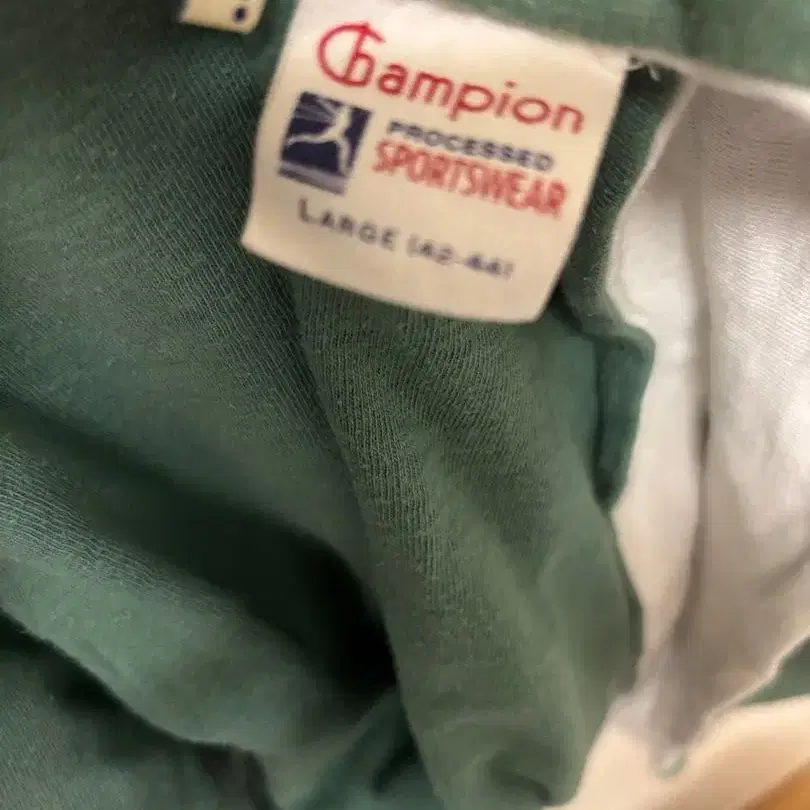 Champion
PROCESSED
SPORTSWEAR
LARGE (42-44)